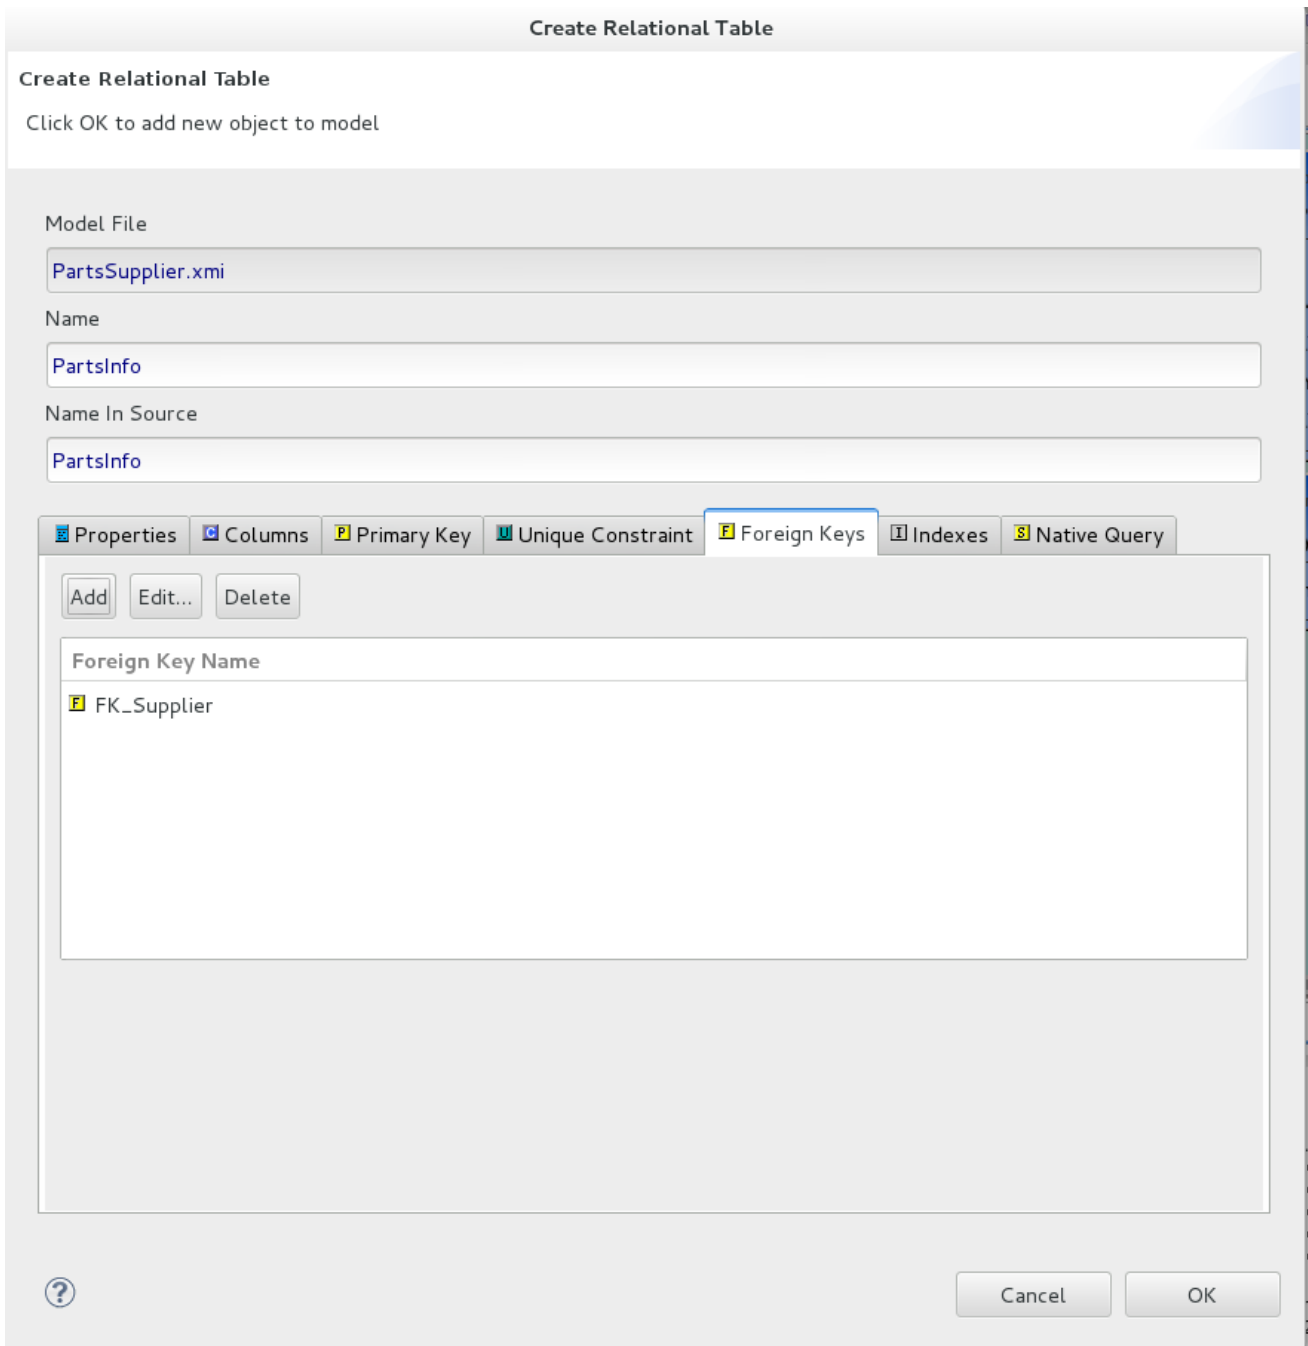 Create Relational Table
Create Relational Table
Click OK to add new object to model
Model File
PartsSupplier.xmi
Name
PartsInfo
Name In Source
PartsInfo
Properties C Columns P Primary Key U Unique Constraint F Foreign Keys I Indexes S Native Query
Add Edit... Delete
Foreign Key Name
F FK_Supplier
? Cancel OK